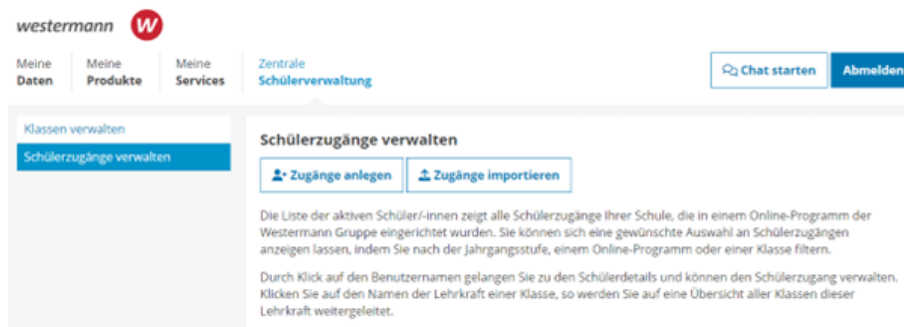 westermann W
Meine Daten
Meine Produkte
Meine Services
Zentrale Schülerverwaltung
Chat starten
Abmelden
Klassen verwalten
Schülerzugänge verwalten
Schülerzugänge verwalten
Zugänge anlegen
Zugänge importieren
Die Liste der aktiven Schüler/-innen zeigt alle Schülerzugänge Ihrer Schule, die in einem Online-Programm der
Westermann Gruppe eingerichtet wurden. Sie können sich eine gewünschte Auswahl an Schülerzugängen
anzeigen lassen, indem Sie nach der Jahrgangsstufe, einem Online-Programm oder einer Klasse filtern.
Durch Klick auf den Benutzernamen gelangen Sie zu den Schülerdetails und können den Schülerzugang verwalten.
Klicken Sie auf den Namen der Lehrkraft einer Klasse, so werden Sie auf eine Übersicht aller Klassen dieser
Lehrkraft weitergeleitet.